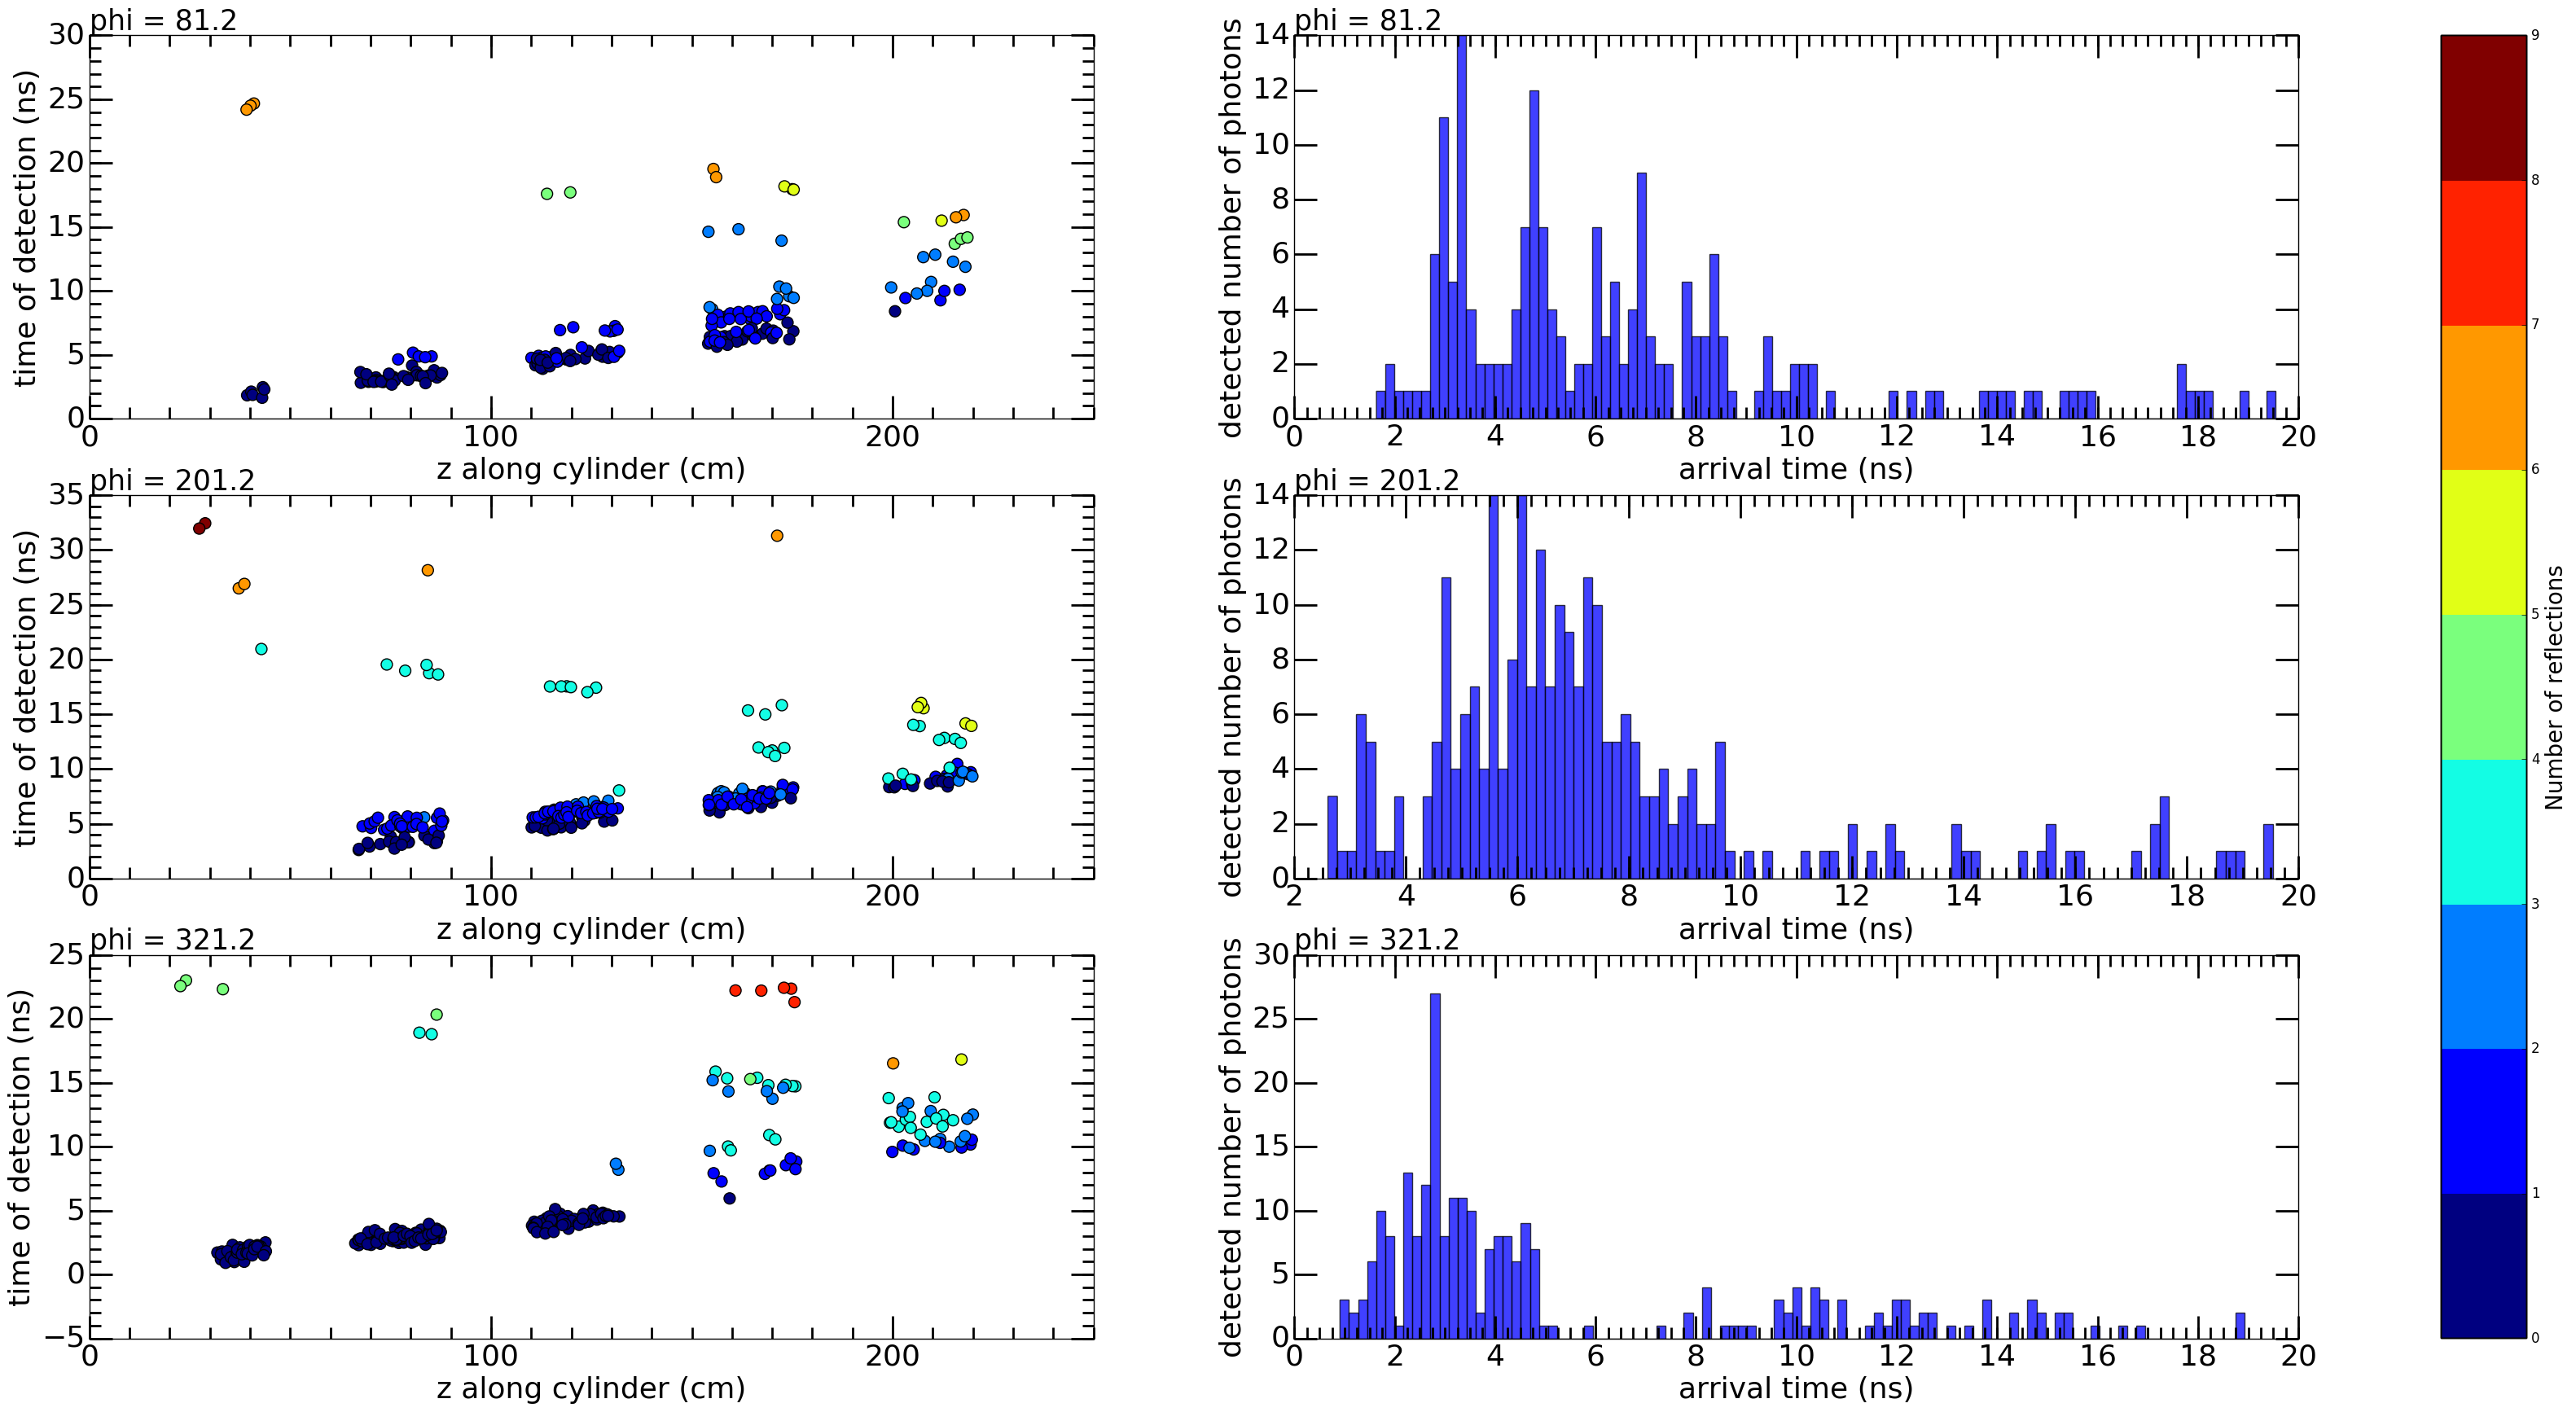 phi = 81.2
time of detection (ns)
30
25
20
15
10
5
0
0 100 200
z along cylinder (cm)
phi = 81.2
detected number of photons
14
12
10
8
6
4
2
0
0 2 4 6 8 10 12 14 16 18 20
arrival time (ns)
phi = 201.2
time of detection (ns)
35
30
25
20
15
10
5
0
0 100 200
z along cylinder (cm)
phi = 201.2
detected number of photons
14
12
10
8
6
4
2
0
2 4 6 8 10 12 14 16 18 20
arrival time (ns)
phi = 321.2
time of detection (ns)
25
20
15
10
5
0
−5
0 100 200
z along cylinder (cm)
phi = 321.2
detected number of photons
30
25
20
15
10
5
0
0 2 4 6 8 10 12 14 16 18 20
arrival time (ns)
9
8
7
6
5
4
3
2
1
0
Number of reflections